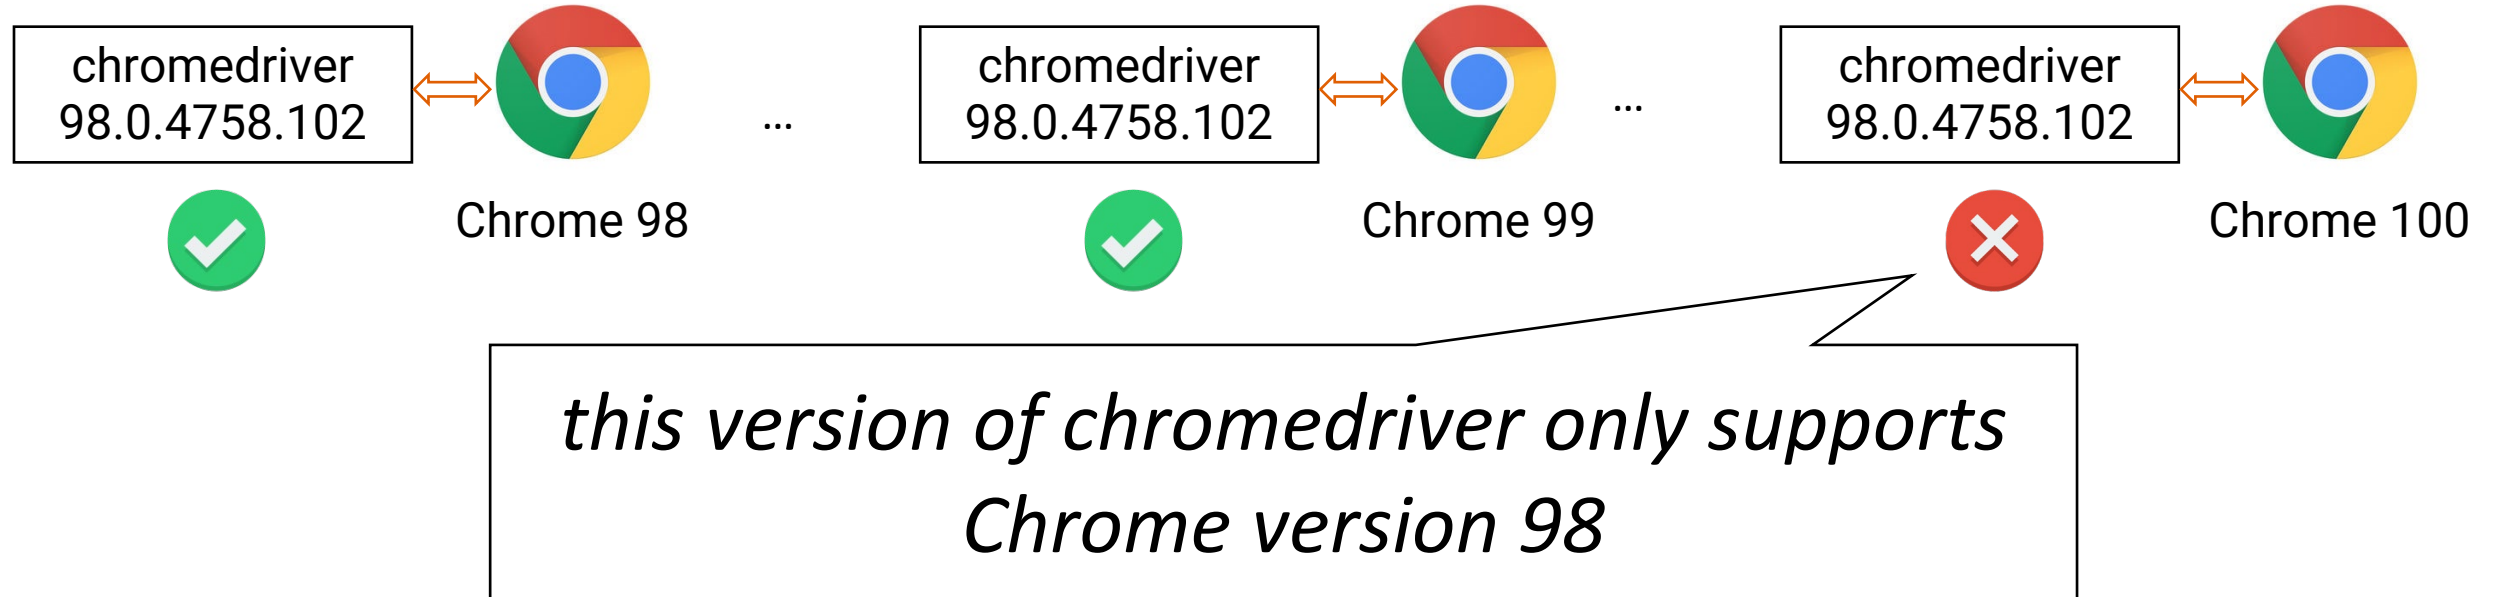 chromedriver
98.0.4758.102
Chrome 98
...
chromedriver
98.0.4758.102
Chrome 99
...
chromedriver
98.0.4758.102
Chrome 100
this version of chromedriver only supports
Chrome version 98